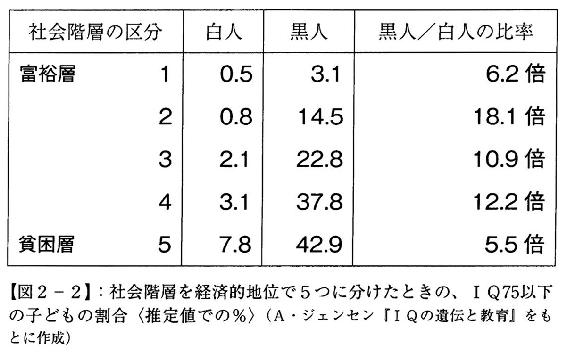 社会階層の区分 白人 黒人 黒人／白人の比率
富裕層 1 0.5 3.1 6.2 倍
2 0.8 14.5 18.1 倍
3 2.1 22.8 10.9 倍
4 3.1 37.8 12.2 倍
貧困層 5 7.8 42.9 5.5 倍
【図２－２】：社会階層を経済的地位で５つに分けたときの、ＩＱ75以下
の子どもの割合〈推定値での％〉（Ａ・ジェンセン『ＩＱの遺伝と教育』をも
とに作成）